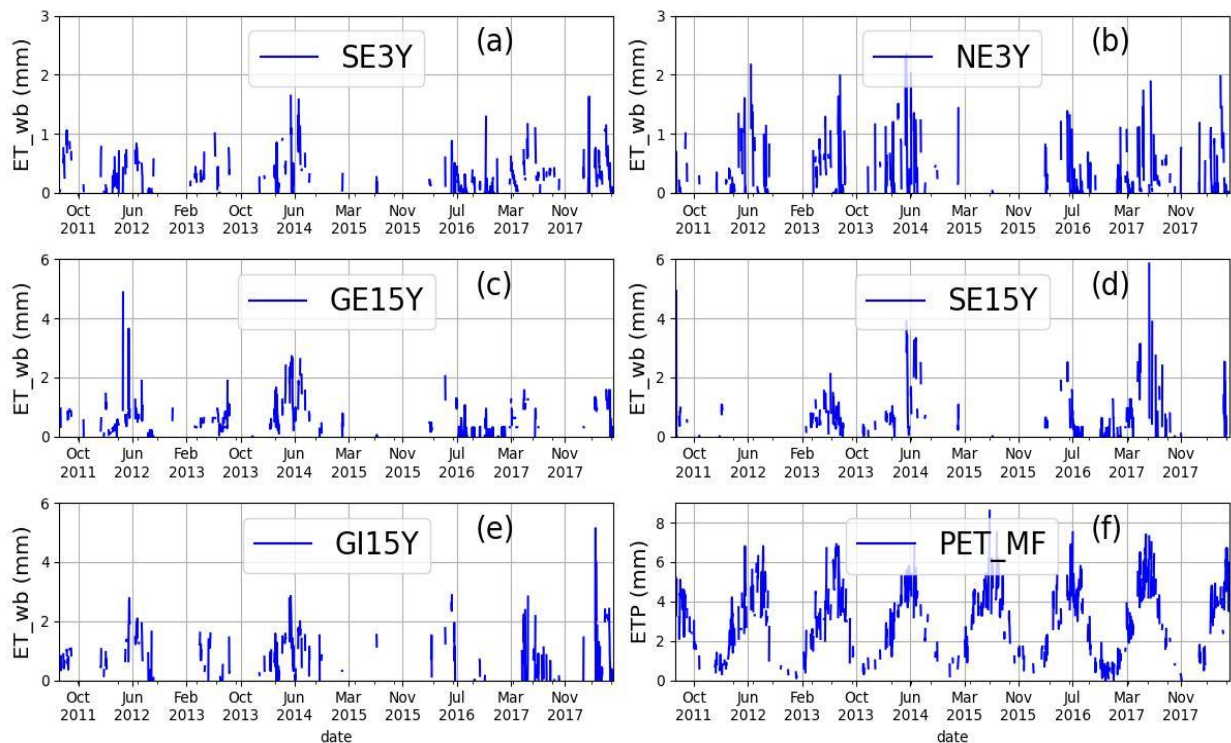 3
2
1
0
ET_wb (mm)
SE3Y
(a)
Oct Jun Feb Oct Jun Mar Nov Jul Mar Nov
2011 2012 2013 2013 2014 2015 2015 2016 2017 2017
3
2
1
0
ET_wb (mm)
NE3Y
(b)
Oct Jun Feb Oct Jun Mar Nov Jul Mar Nov
2011 2012 2013 2013 2014 2015 2015 2016 2017 2017
6
4
2
0
ET_wb (mm)
GE15Y
(c)
Oct Jun Feb Oct Jun Mar Nov Jul Mar Nov
2011 2012 2013 2013 2014 2015 2015 2016 2017 2017
6
4
2
0
ET_wb (mm)
SE15Y
(d)
Oct Jun Feb Oct Jun Mar Nov Jul Mar Nov
2011 2012 2013 2013 2014 2015 2015 2016 2017 2017
6
4
2
0
ET_wb (mm)
GI15Y
(e)
Oct Jun Feb Oct Jun Mar Nov Jul Mar Nov
2011 2012 2013 2013 2014 2015 2015 2016 2017 2017
date
8
6
4
2
0
ETP (mm)
PET_MF
(f)
Oct Jun Feb Oct Jun Mar Nov Jul Mar Nov
2011 2012 2013 2013 2014 2015 2015 2016 2017 2017
date